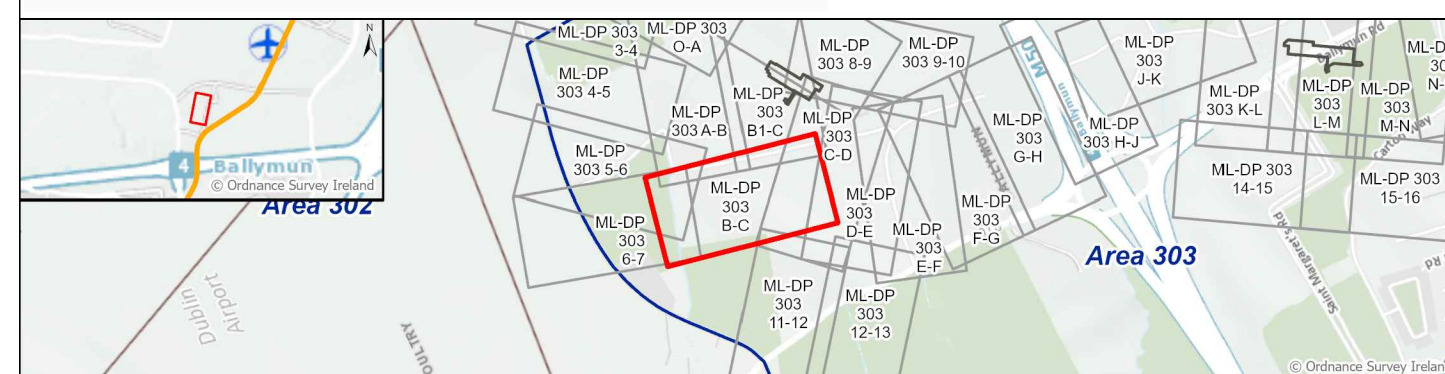 N
4
Ballymun
© Ordnance Survey Ireland
Area 302
Dublin
Airport
ML-DP 303
3-4
ML-DP 303
O-A
ML-DP
303 4-5
ML-DP
303 8-9
ML-DP
303 9-10
ML-DP
303 A-B
ML-DP
303
B1-C
ML-DP
303
C-D
ML-DP
303 5-6
ML-DP
303
B-C
ML-DP
303
6-7
ML-DP
303
D-E
ML-DP
303
E-F
ML-DP
303
F-G
ML-DP
303
G-H
M50
Ballymun
ML-DP
303 H-J
ML-DP
303
J-K
ML-DP
303 K-L
Ballymun Rd
ML-DP
303
L-M
ML-DP
303
M-N
ML-DP 303
14-15
ML-DP 303
15-16
ML-DP
303
11-12
ML-DP
303
12-13
Area 303
Saint Margaret's Rd
Rd
© Ordnance Survey Irelan